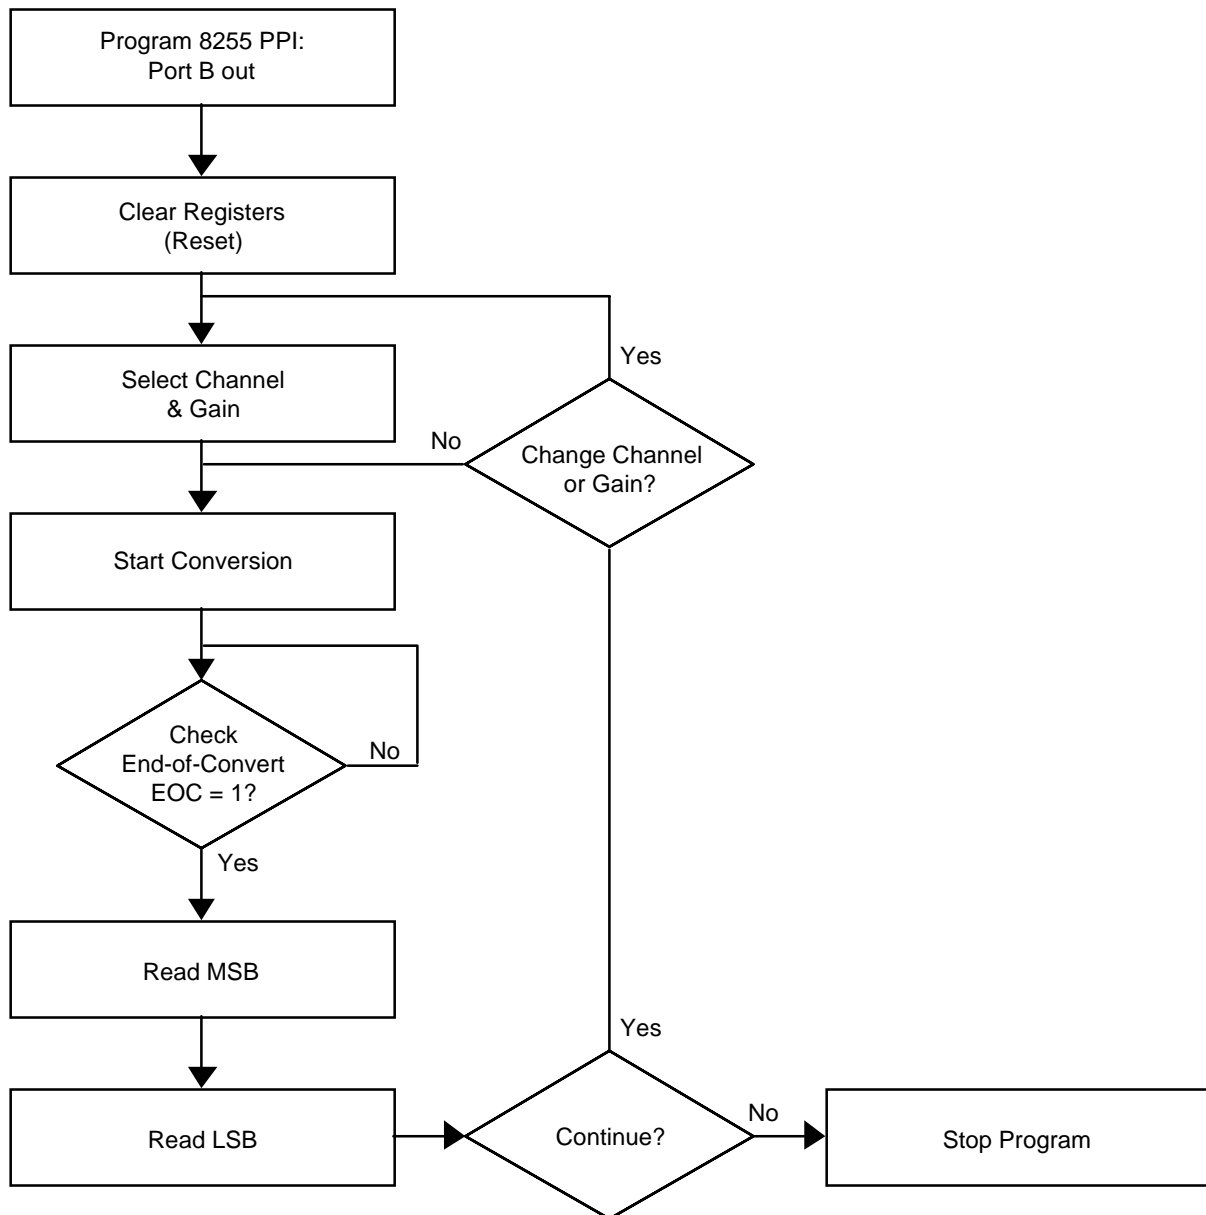 Program 8255 PPI:
Port B out
Clear Registers
(Reset)
Select Channel
& Gain
Yes
No
Change Channel
or Gain?
Start Conversion
Check
End-of-Convert
EOC = 1?
No
Yes
Read MSB
Yes
Read LSB
Continue?
No
Stop Program